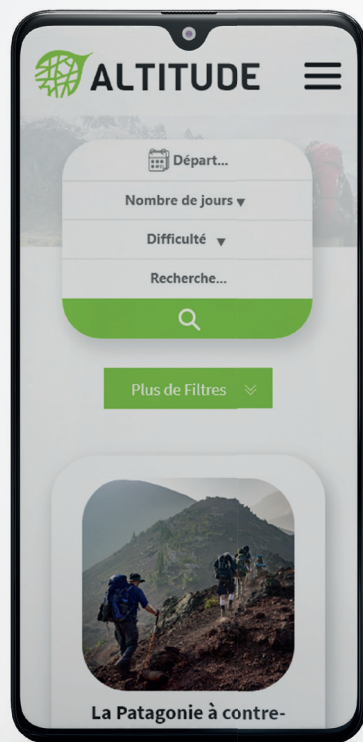 ALTITUDE
Départ...
Nombre de jours
Difficulté
Recherche...
Plus de Filtres
La Patagonie à contre-